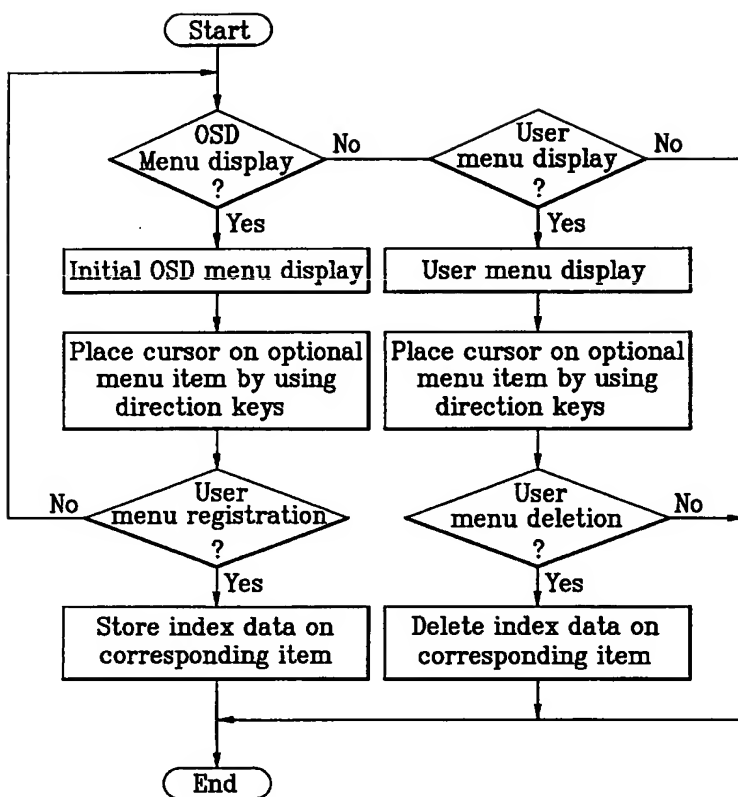 Start
OSD
Menu display
?
No
Yes
User
menu display
?
No
Yes
Initial OSD menu display
User menu display
Place cursor on optional
menu item by using
direction keys
Place cursor on optional
menu item by using
direction keys
No
User
menu registration
?
Yes
User
menu deletion
?
No
Yes
Store index data on
corresponding item
Delete index data on
corresponding item
End